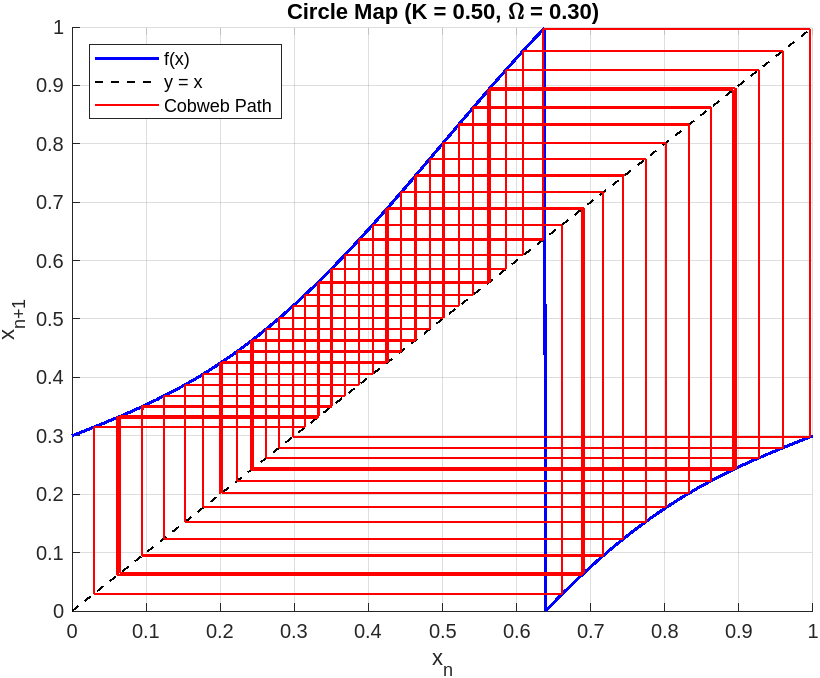 Circle Map (K = 0.50, Ω = 0.30)
f(x)
y = x
Cobweb Path
1
0.9
0.8
0.7
0.6
0.5
0.4
0.3
0.2
0.1
0
x_{n+1}
0 0.1 0.2 0.3 0.4 0.5 0.6 0.7 0.8 0.9 1
x_n